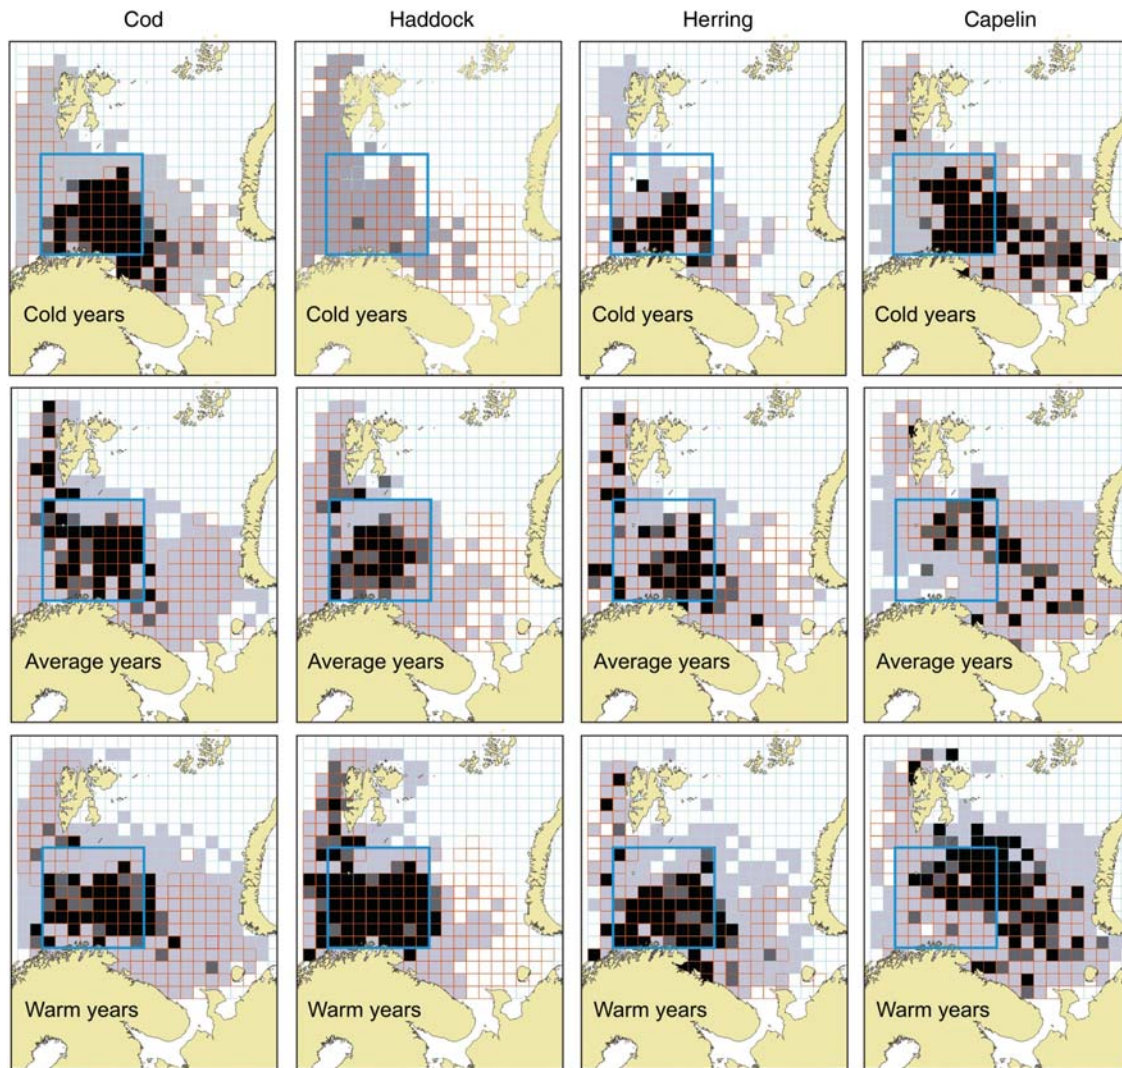 Cod Haddock Herring Capelin
Cold years Cold years Cold years Cold years
Average years Average years Average years Average years
Warm years Warm years Warm years Warm years